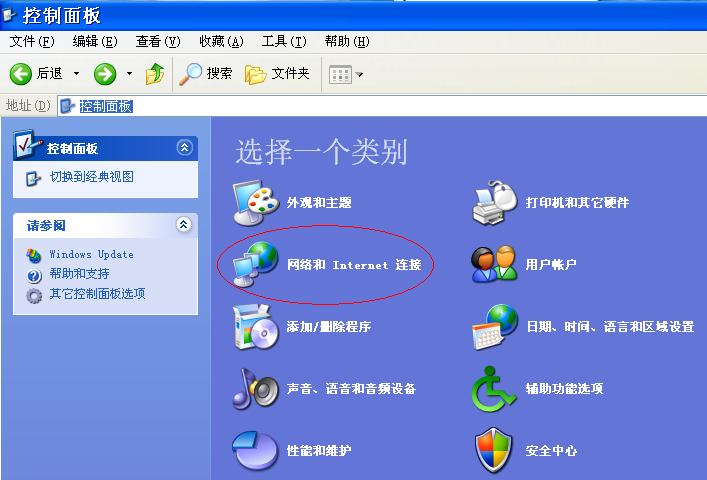 控制面板
文件(F) 编辑(E) 查看(V) 收藏(A) 工具(T) 帮助(H)
后退 搜索 文件夹
地址(D) 控制面板
控制面板
切换到经典视图
请参阅
Windows Update
帮助和支持
其它控制面板选项
选择一个类别
外观和主题
打印机和其它硬件
网络和 Internet 连接
用户帐户
添加/删除程序
日期、时间、语言和区域设置
声音、语音和音频设备
辅助功能选项
性能和维护
安全中心